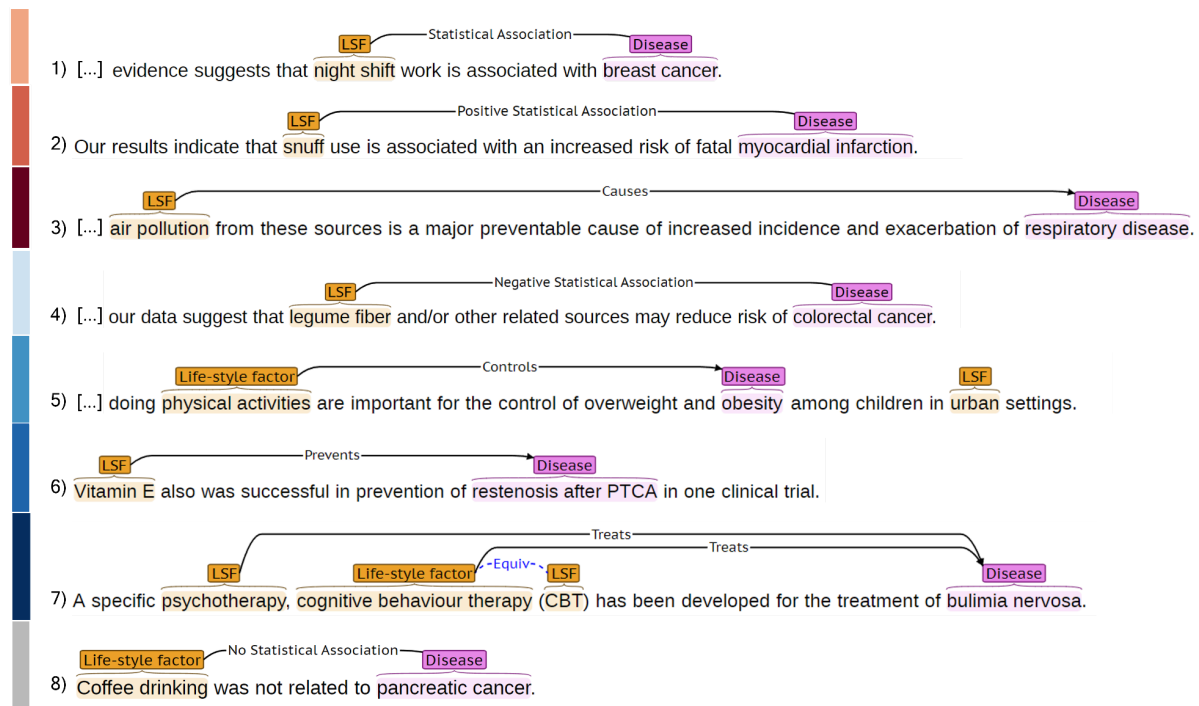 LSF Statistical Association Disease
1) [...] evidence suggests that night shift work is associated with breast cancer.
LSF Positive Statistical Association Disease
2) Our results indicate that snuff use is associated with an increased risk of fatal myocardial infarction.
LSF Causes Disease
3) [...] air pollution from these sources is a major preventable cause of increased incidence and exacerbation of respiratory disease.
LSF Negative Statistical Association Disease
4) [...] our data suggest that legume fiber and/or other related sources may reduce risk of colorectal cancer.
Life-style factor Controls Disease LSF
5) [...] doing physical activities are important for the control of overweight and obesity among children in urban settings.
LSF Prevents Disease
6) Vitamin E also was successful in prevention of restenosis after PTCA in one clinical trial.
Treats
Treats
LSF Life-style factor Equiv LSF Disease
7) A specific psychotherapy, cognitive behaviour therapy (CBT) has been developed for the treatment of bulimia nervosa.
Life-style factor No Statistical Association Disease
8) Coffee drinking was not related to pancreatic cancer.